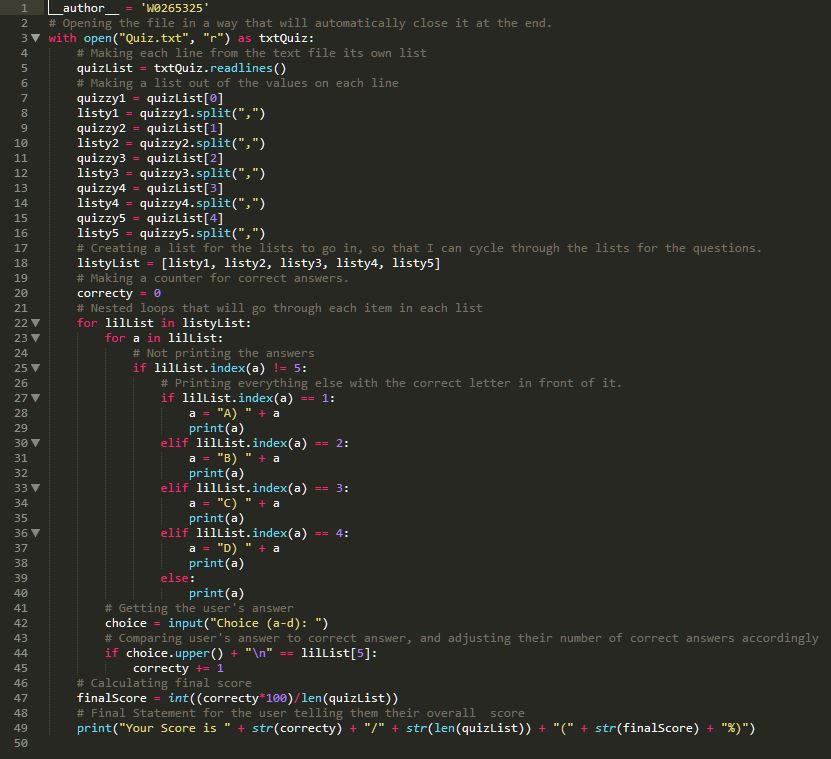 1 __author__ = 'W0265325'
2 # Opening the file in a way that will automatically close it at the end.
3 with open("Quiz.txt", "r") as txtQuiz:
4     # Making each line from the text file its own list
5     quizList = txtQuiz.readlines()
6     # Making a list out of the values on each line
7     quizzy1 = quizList[0]
8     listy1 = quizzy1.split(",")
9     quizzy2 = quizList[1]
10     listy2 = quizzy2.split(",")
11     quizzy3 = quizList[2]
12     listy3 = quizzy3.split(",")
13     quizzy4 = quizList[3]
14     listy4 = quizzy4.split(",")
15     quizzy5 = quizList[4]
16     listy5 = quizzy5.split(",")
17     # Creating a list for the lists to go in, so that I can cycle through the lists for the questions.
18     listyList = [listy1, listy2, listy3, listy4, listy5]
19     # Making a counter for correct answers.
20     correcty = 0
21     # Nested loops that will go through each item in each list
22     for lilList in listyList:
23         for a in lilList:
24             # Not printing the answers
25             if lilList.index(a) != 5:
26                 # Printing everything else with the correct letter in front of it.
27                 if lilList.index(a) == 1:
28                     a = "A) " + a
29                     print(a)
30                 elif lilList.index(a) == 2:
31                     a = "B) " + a
32                     print(a)
33                 elif lilList.index(a) == 3:
34                     a = "C) " + a
35                     print(a)
36                 elif lilList.index(a) == 4:
37                     a = "D) " + a
38                     print(a)
39                 else:
40                     print(a)
41         # Getting the user's answer
42         choice = input("Choice (a-d): ")
43         # Comparing user's answer to correct answer, and adjusting their number of correct answers accordingly
44         if choice.upper() + "\n" == lilList[5]:
45             correcty += 1
46     # Calculating final score
47     finalScore = int((correcty*100)/len(quizList))
48     # Final Statement for the user telling them their overall  score
49     print("Your Score is " + str(correcty) + "/" + str(len(quizList)) + "(" + str(finalScore) + "%)")
50